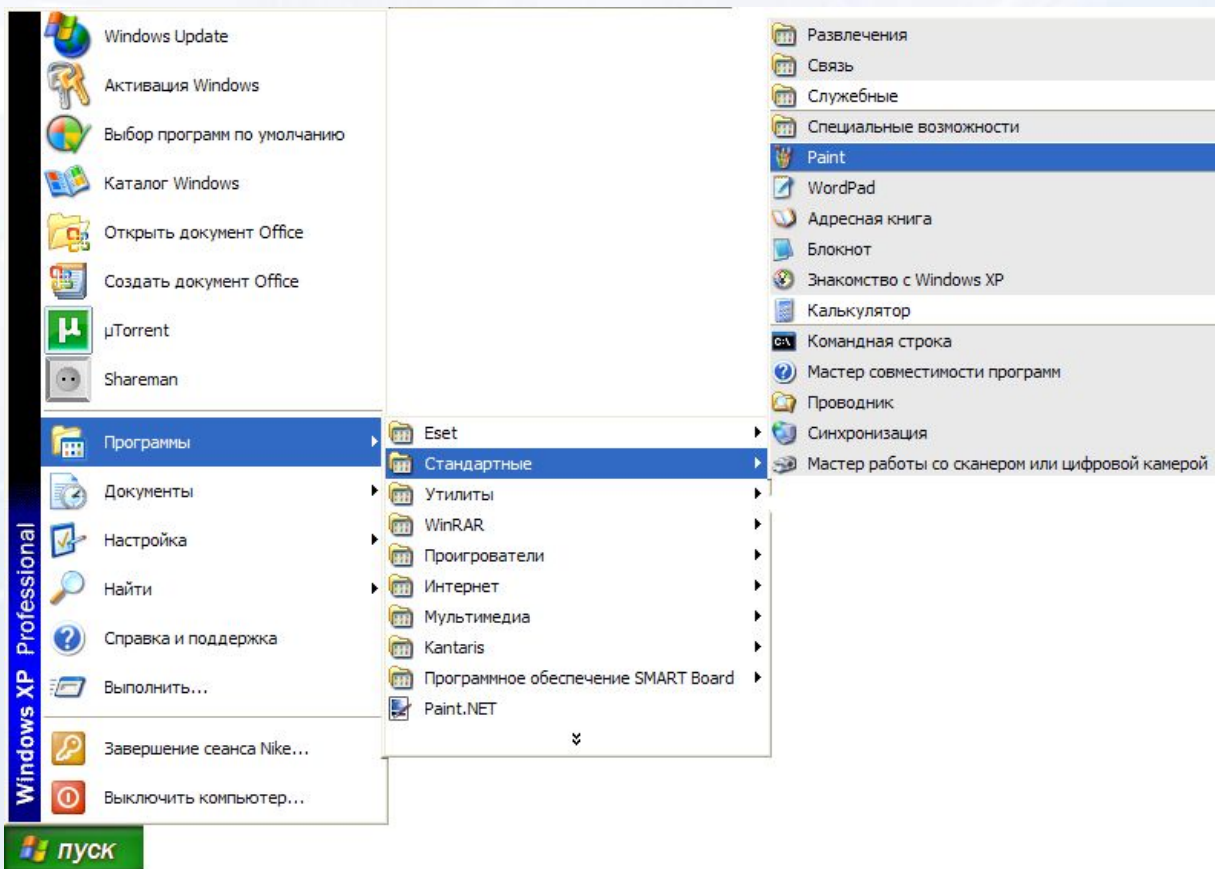 Windows Update
Активация Windows
Выбор программ по умолчанию
Каталог Windows
Открыть документ Office
Создать документ Office
µTorrent
Shareman
Программы
Документы
Настройка
Найти
Справка и поддержка
Выполнить...
Завершение сеанса Nike...
Выключить компьютер...
Windows XP Professional
пуск
Eset
Стандартные
Утилиты
WinRAR
Проигрователи
Интернет
Мультимедиа
Kantaris
Программное обеспечение SMART Board
Paint.NET
Развлечения
Связь
Служебные
Специальные возможности
Paint
WordPad
Адресная книга
Блокнот
Знакомство с Windows XP
Калькулятор
Командная строка
Мастер совместимости программ
Проводник
Синхронизация
Мастер работы со сканером или цифровой камерой